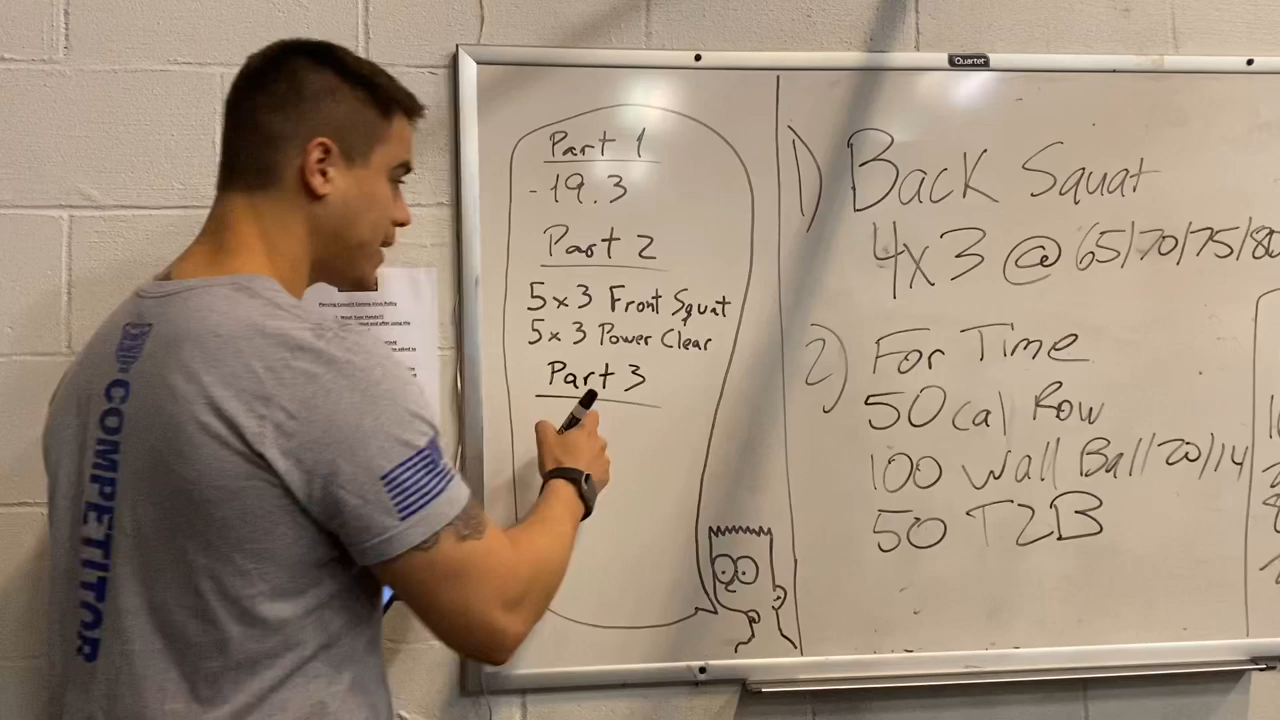 Quartet
Part 1
-19.3
Part 2
5x3 Front Squat
5x3 Power Clear
Part 3
1) Back Squat
4x3 @ 65/70/75/80
2) For Time
50 cal Row
100 Wall Ball 20/14
50 T2B
COMPETITOR